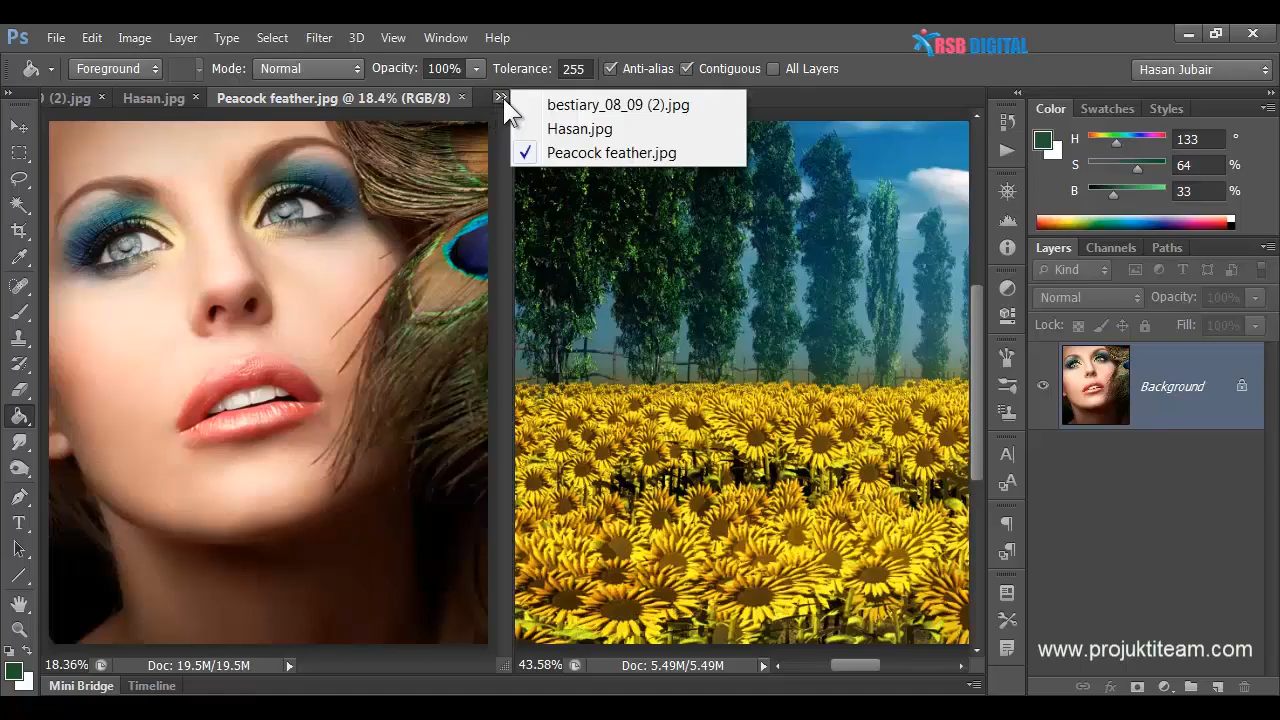 Ps File Edit Image Layer Type Select Filter 3D View Window Help
RSB DIGITAL
Foreground Mode: Normal Opacity: 100% Tolerance: 255 Anti-alias Contiguous All Layers Hasan Jubair
(2).jpg × Hasan.jpg × Peacock feather.jpg @ 18.4% (RGB/8) ×
bestiary_08_09 (2).jpg
Hasan.jpg
Peacock feather.jpg
Color Swatches Styles
H 133 °
S 64 %
B 33 %
Layers Channels Paths
Kind
Normal Opacity: 100%
Lock: Fill: 100%
Background
www.projuktiteam.com
18.36% Doc: 19.5M/19.5M
43.58% Doc: 5.49M/5.49M
Mini Bridge Timeline